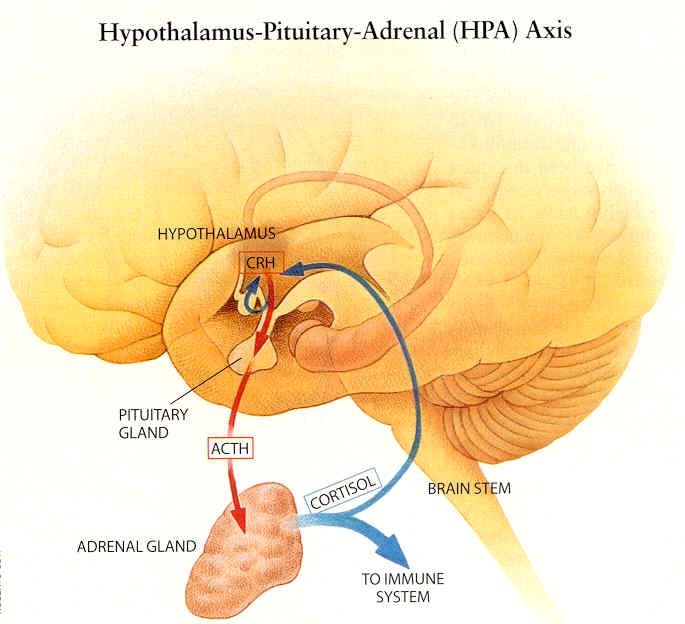 Hypothalamus-Pituitary-Adrenal (HPA) Axis
HYPOTHALAMUS
CRH
PITUITARY
GLAND
ACTH
CORTISOL
BRAIN STEM
ADRENAL GLAND
TO IMMUNE
SYSTEM